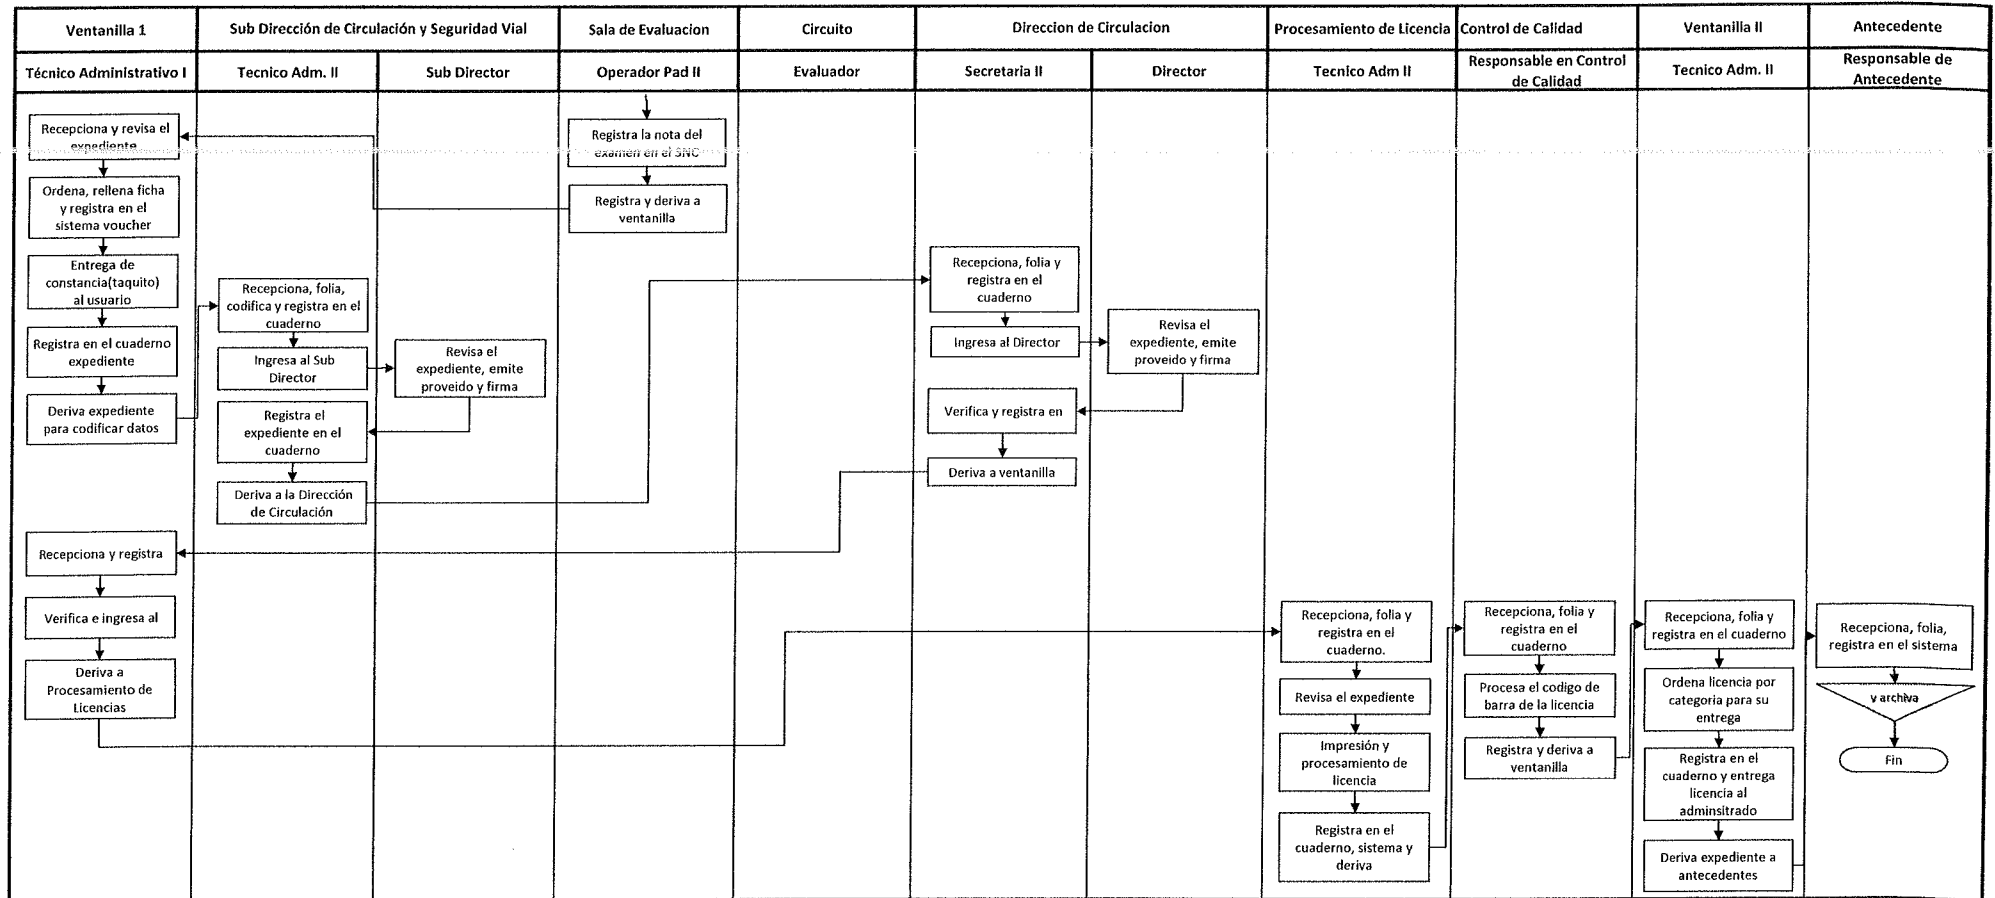 Ventanilla 1
Sub Dirección de Circulación y Seguridad Vial
Sala de Evaluacion
Circuito
Direccion de Circulacion
Procesamiento de Licencia
Control de Calidad
Ventanilla II
Antecedente
Técnico Administrativo I
Tecnico Adm. II
Sub Director
Operador Pad II
Evaluador
Secretaria II
Director
Tecnico Adm II
Responsable en Control
de Calidad
Tecnico Adm. II
Responsable de
Antecedente
Recepciona y revisa el
expediente
Ordena, rellena ficha
y registra en el
sistema voucher
Entrega de
constancia(taquito)
al usuario
Registra en el cuaderno
expediente
Deriva expediente
para codificar datos
Recepciona y registra
Verifica e ingresa al
Deriva a
Procesamiento de
Licencias
Recepciona, folia,
codifica y registra en el
cuaderno
Ingresa al Sub
Director
Registra el
expediente en el
cuaderno
Deriva a la Dirección
de Circulación
Revisa el
expediente, emite
proveido y firma
Registra la nota del
examen en el SNC
Registra y deriva a
ventanilla
Recepciona, folia y
registra en el
cuaderno
Ingresa al Director
Verifica y registra en
Deriva a ventanilla
Revisa el
expediente, emite
proveido y firma
Recepciona, folia y
registra en el
cuaderno.
Revisa el expediente
Impresión y
procesamiento de
licencia
Registra en el
cuaderno, sistema y
deriva
Recepciona, folia y
registra en el
cuaderno
Procesa el codigo de
barra de la licencia
Registra y deriva a
ventanilla
Recepciona, folia y
registra en el cuaderno
Ordena licencia por
categoria para su
entrega
Registra en el
cuaderno y entrega
licencia al
adminsitrado
Deriva expediente a
antecedentes
Recepciona, folia,
registra en el sistema
y archiva
Fin